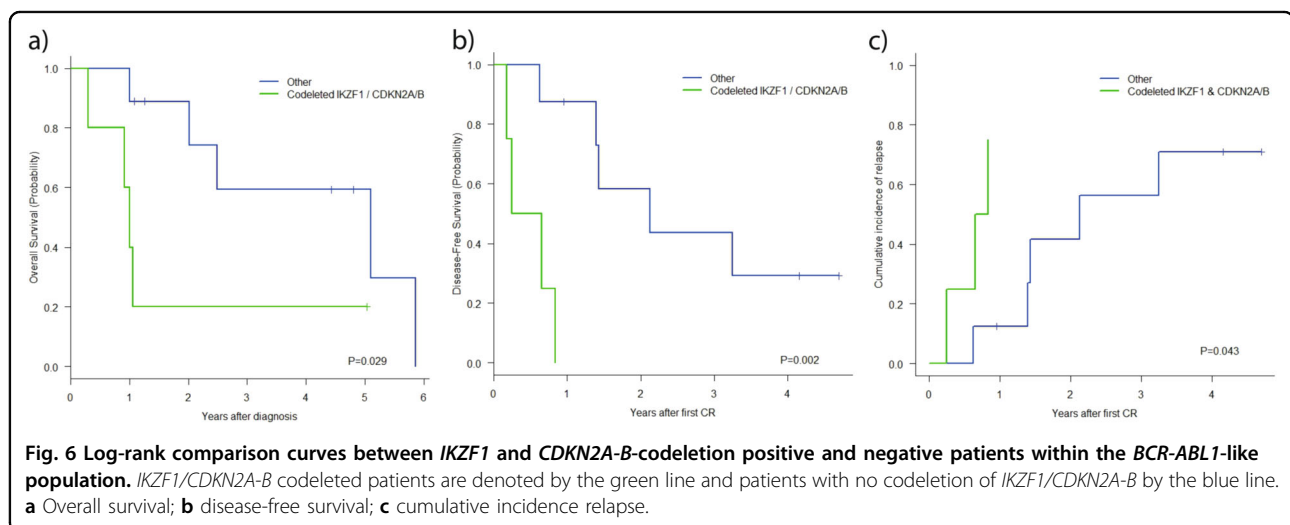 a)
Other
Codeleted IKZF1 / CDKN2A/B
Overall Survival (Probability)
1.0
0.8
0.6
0.4
0.2
0.0
P=0.029
0 1 2 3 4 5 6
Years after diagnosis
b)
Other
Codeleted IKZF1 / CDKN2A/B
Disease-Free Survival (Probability)
1.0
0.8
0.6
0.4
0.2
0.0
P=0.002
0 1 2 3 4
Years after first CR
c)
Other
Codeleted IKZF1 & CDKN2A/B
Cumulative incidence of relapse
1.0
0.8
0.6
0.4
0.2
0.0
P=0.043
0 1 2 3 4
Years after first CR
Fig. 6 Log-rank comparison curves between IKZF1 and CDKN2A-B-codeletion positive and negative patients within the BCR-ABL1-like
population. IKZF1/CDKN2A-B codeleted patients are denoted by the green line and patients with no codeletion of IKZF1/CDKN2A-B by the blue line.
a Overall survival; b disease-free survival; c cumulative incidence relapse.